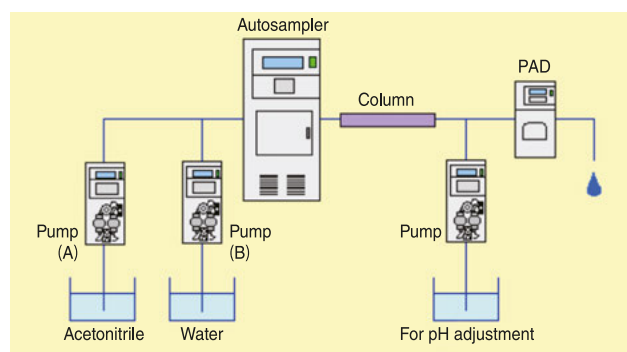 Autosampler
PAD
Column
Pump
(A)
Pump
(B)
Pump
Acetonitrile
Water
For pH adjustment